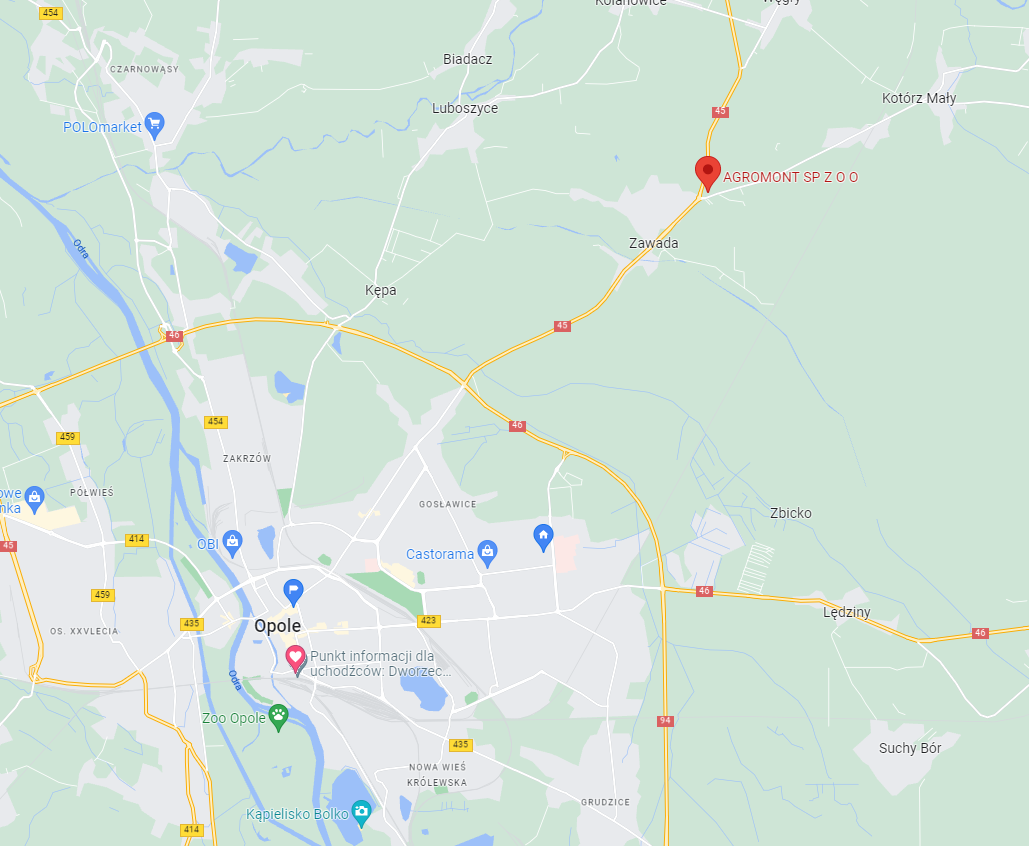 Kolanowice
Węgry
454
Biadacz
CZARNOWĄSY
Kotórz Mały
Luboszyce
45
POLOmarket
AGROMONT SP Z O O
Odra
Zawada
Kępa
45
46
454
46
459
ZAKRZÓW
PÓŁWIEŚ
owe
nka
GOSŁAWICE
Zbicko
414
45
OBI
Castorama
459
46
Lędziny
435
Opole
423
OS. XXVLECIA
46
Punkt informacji dla
uchodźców: Dworzec...
Odra
Zoo Opole
94
435
Suchy Bór
NOWA WIEŚ
KRÓLEWSKA
GRUDZICE
Kąpielisko Bolko
414